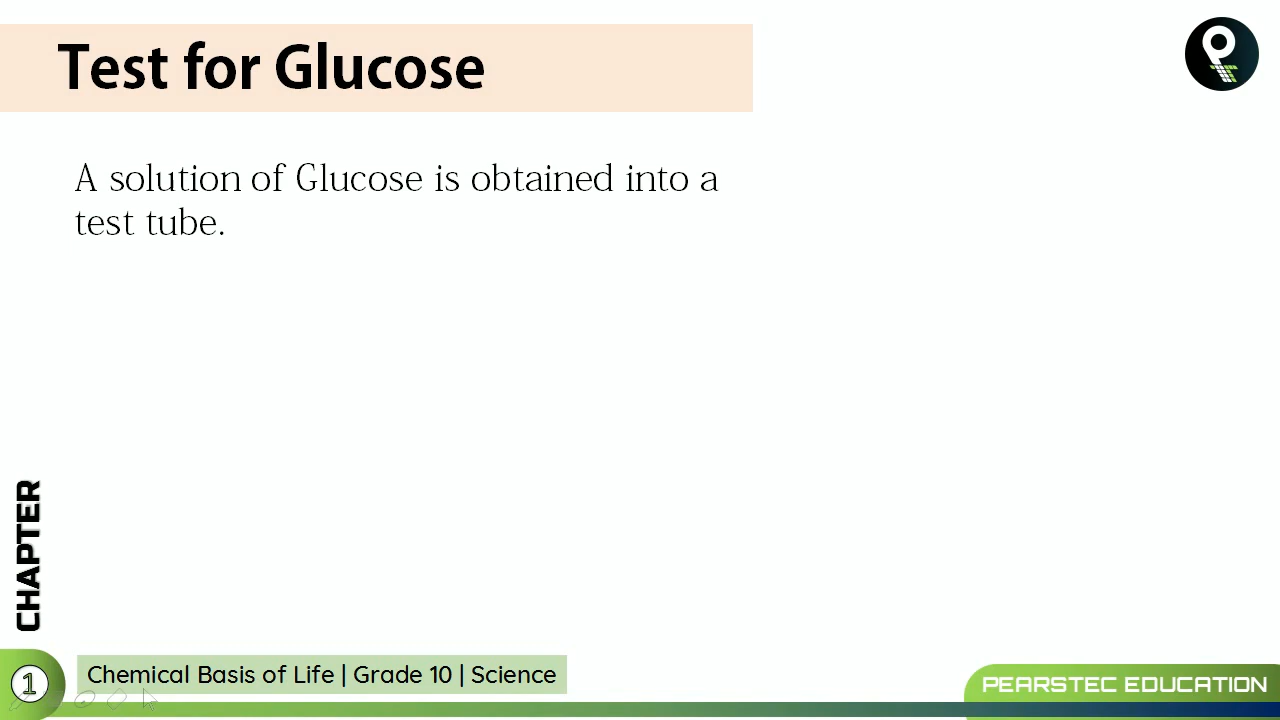 Test for Glucose
A solution of Glucose is obtained into a
test tube.
CHAPTER
1
Chemical Basis of Life | Grade 10 | Science
PEARSTEC EDUCATION